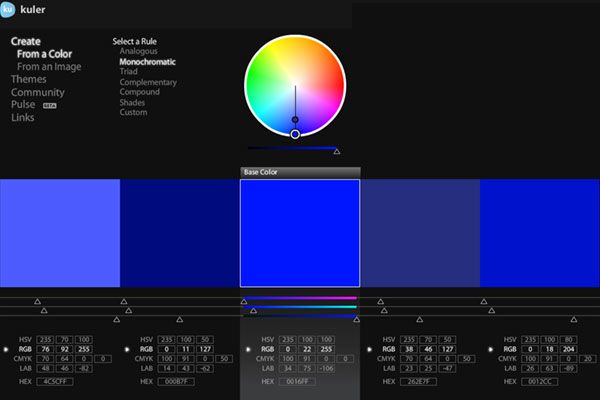 ku kuler
Create
From a Color
From an Image
Themes
Community
Pulse BETA
Links
Select a Rule
Analogous
Monochromatic
Triad
Complementary
Compound
Shades
Custom
Base Color
HSV 235 70 100
RGB 76 92 255
CMYK 70 64 0 0
LAB 48 46 -82
HEX 4C5CFF
HSV 235 100 50
RGB 0 11 127
CMYK 100 91 0 50
LAB 14 43 -62
HEX 000B7F
HSV 235 100 100
RGB 0 22 255
CMYK 100 91 0 0
LAB 34 75 -106
HEX 0016FF
HSV 235 70 50
RGB 38 46 127
CMYK 70 64 0 50
LAB 23 25 -47
HEX 262E7F
HSV 235 100 80
RGB 0 18 204
CMYK 100 91 0 20
LAB 26 63 -89
HEX 0012CC